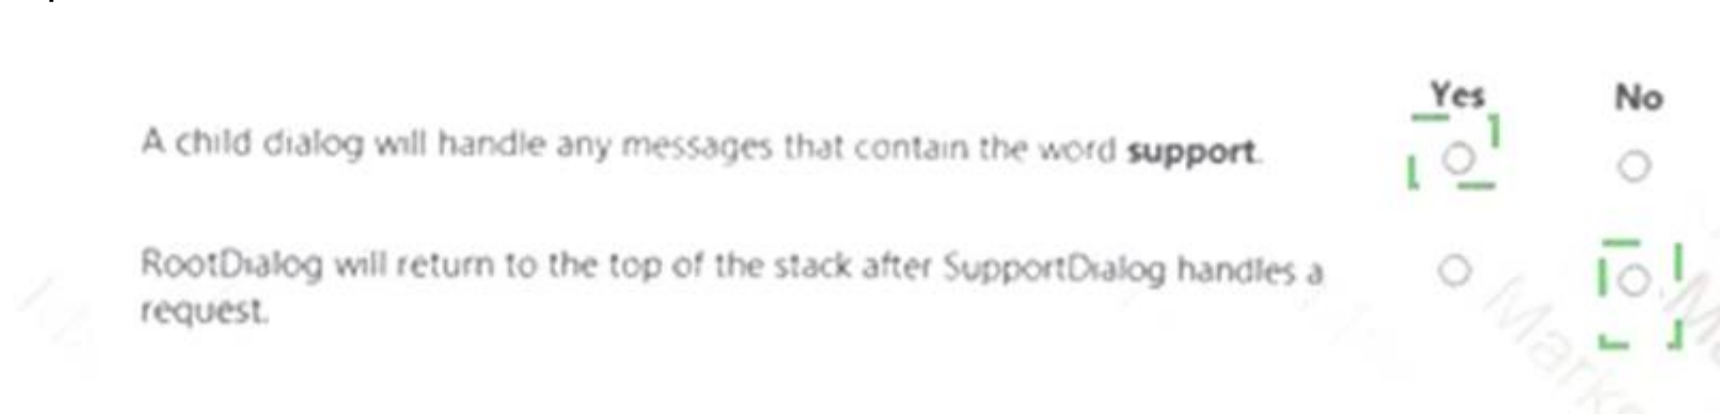 Yes No
A child dialog will handle any messages that contain the word support.
RootDialog will return to the top of the stack after SupportDialog handles a
request.